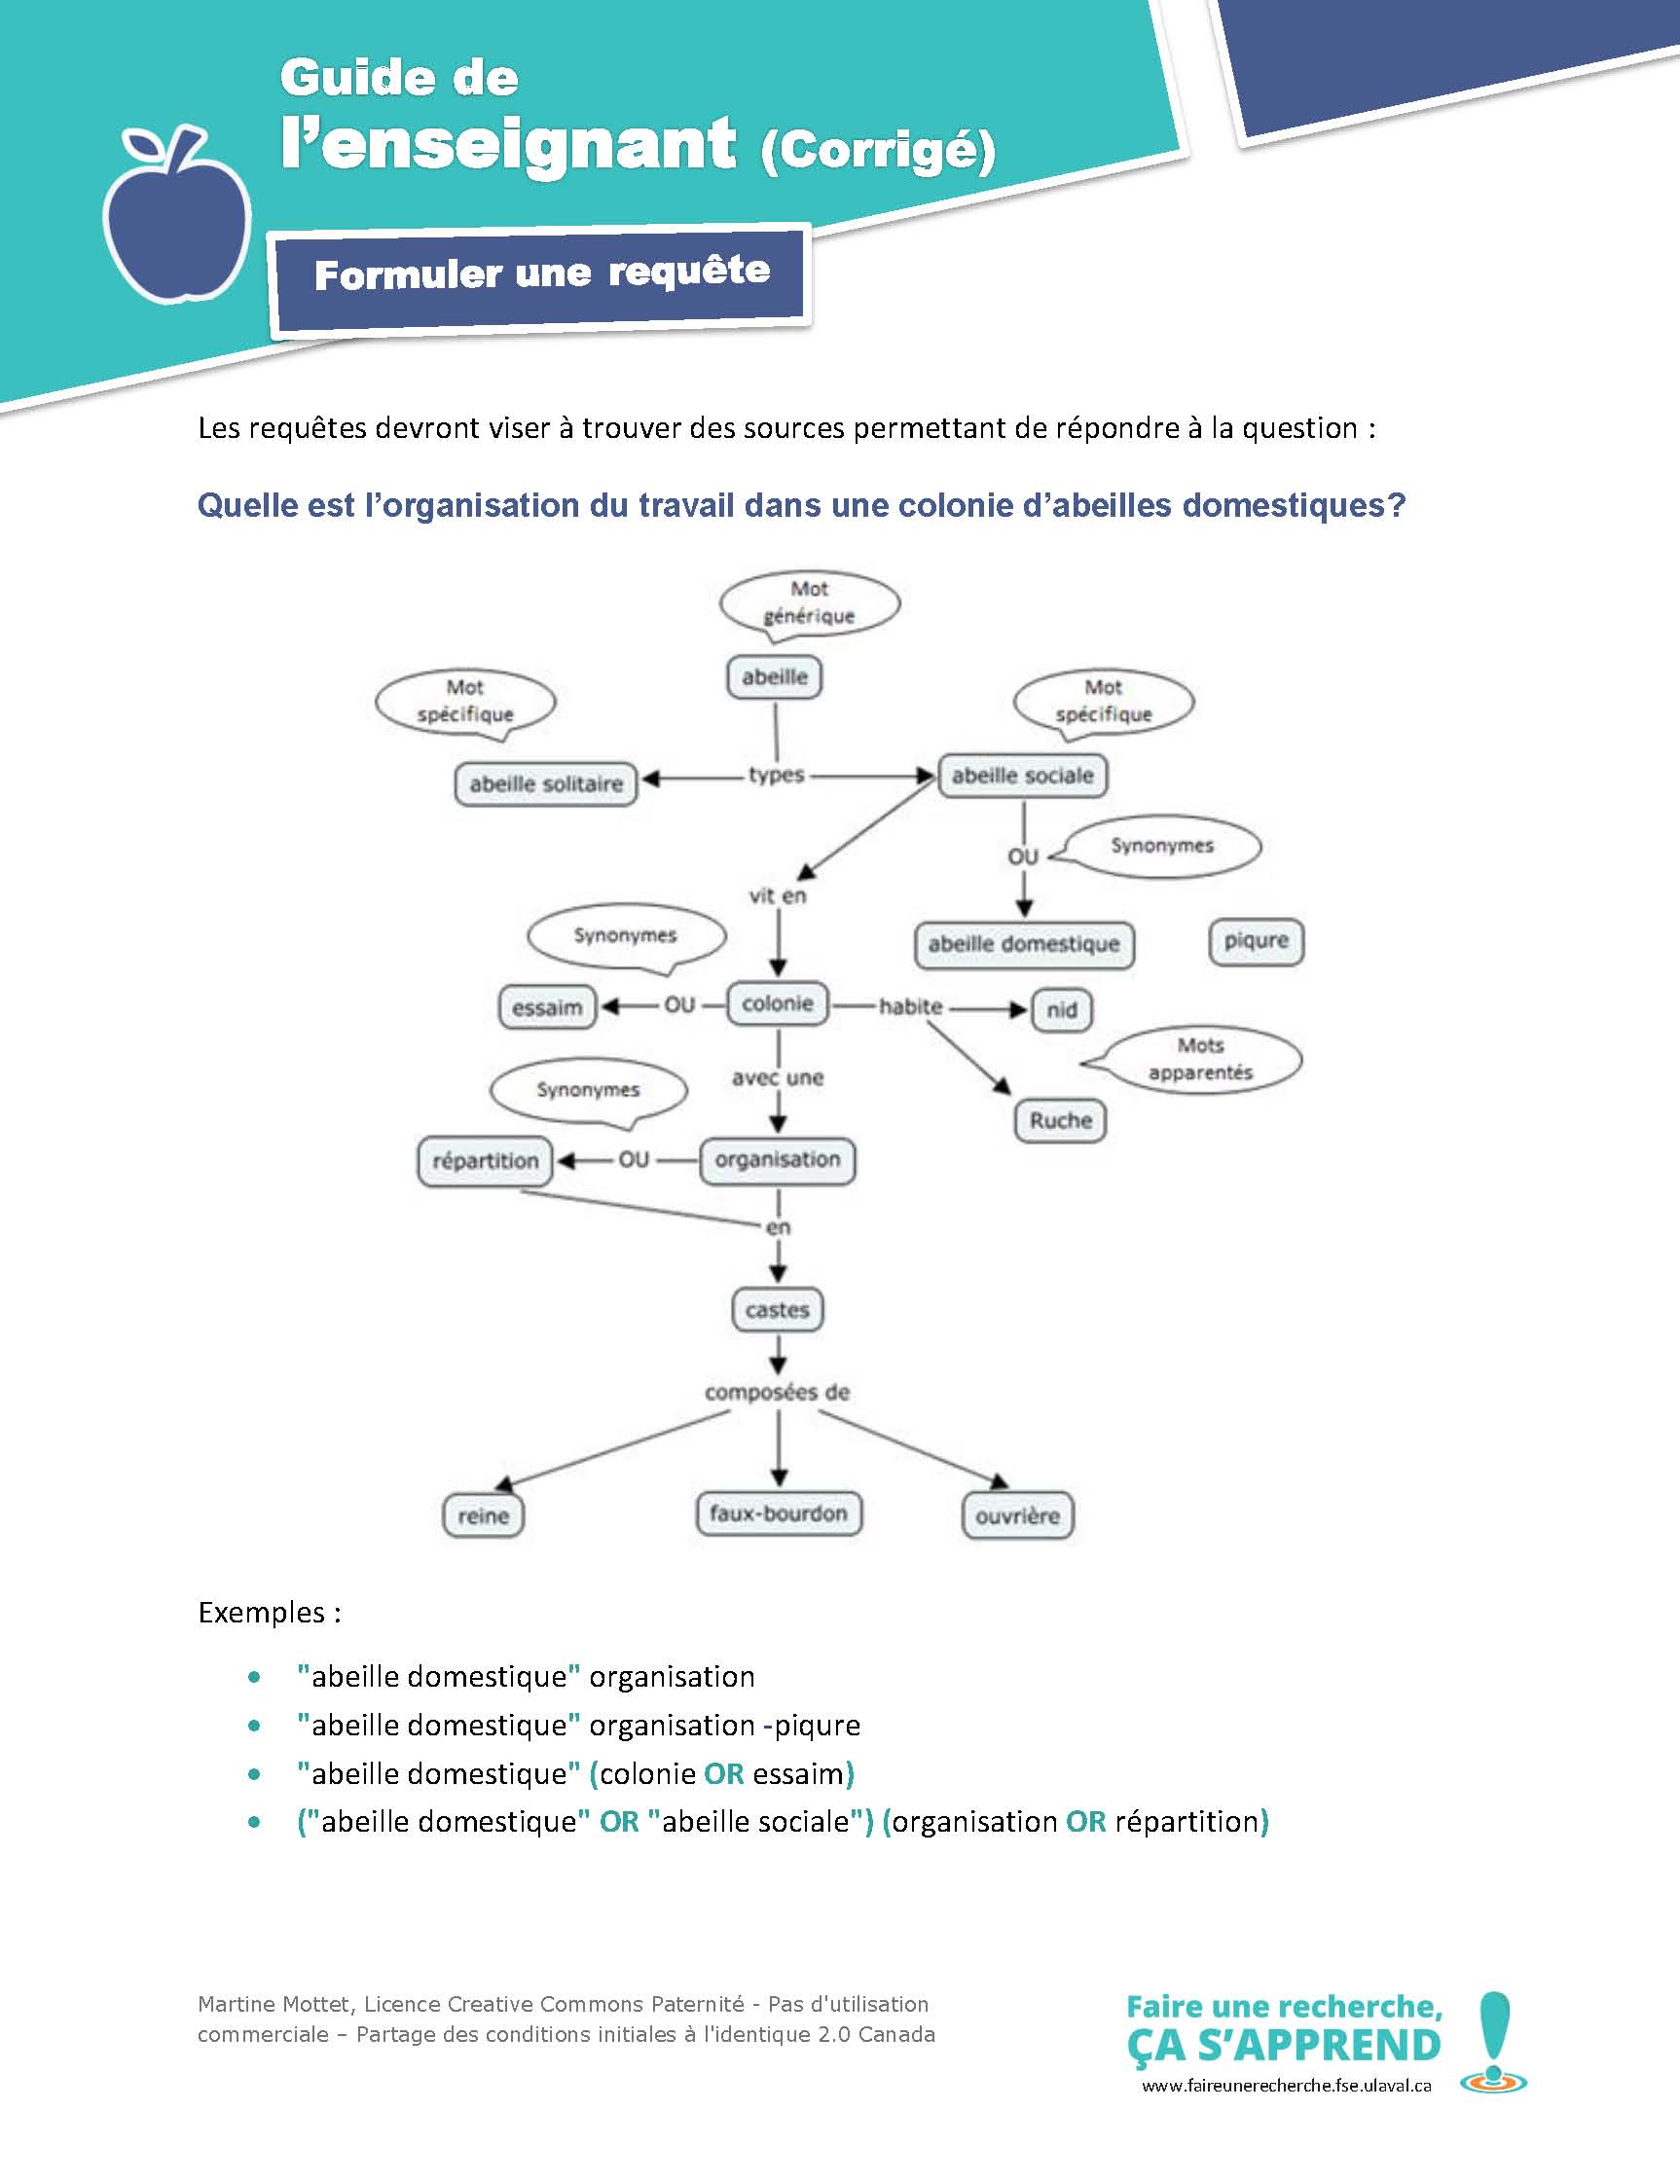 Guide de
l'enseignant (Corrigé)
Formuler une requête
Les requêtes devront viser à trouver des sources permettant de répondre à la question :
Quelle est l'organisation du travail dans une colonie d'abeilles domestiques?
Mot
générique
abeille
Mot
spécifique
Mot
spécifique
abeille solitaire
types
abeille sociale
OU
Synonymes
vit en
Synonymes
abeille domestique
piqure
essaim
OU
colonie
habite
nid
Mots
apparentés
Synonymes
avec une
Ruche
répartition
OU
organisation
en
castes
composées de
reine
faux-bourdon
ouvrière
Exemples :
• "abeille domestique" organisation
• "abeille domestique" organisation -piqure
• "abeille domestique" (colonie OR essaim)
• ("abeille domestique" OR "abeille sociale") (organisation OR répartition)
Martine Mottet, Licence Creative Commons Paternité - Pas d'utilisation
commerciale – Partage des conditions initiales à l'identique 2.0 Canada
Faire une recherche,
ÇA S'APPREND
www.faireunerecherche.fse.ulaval.ca